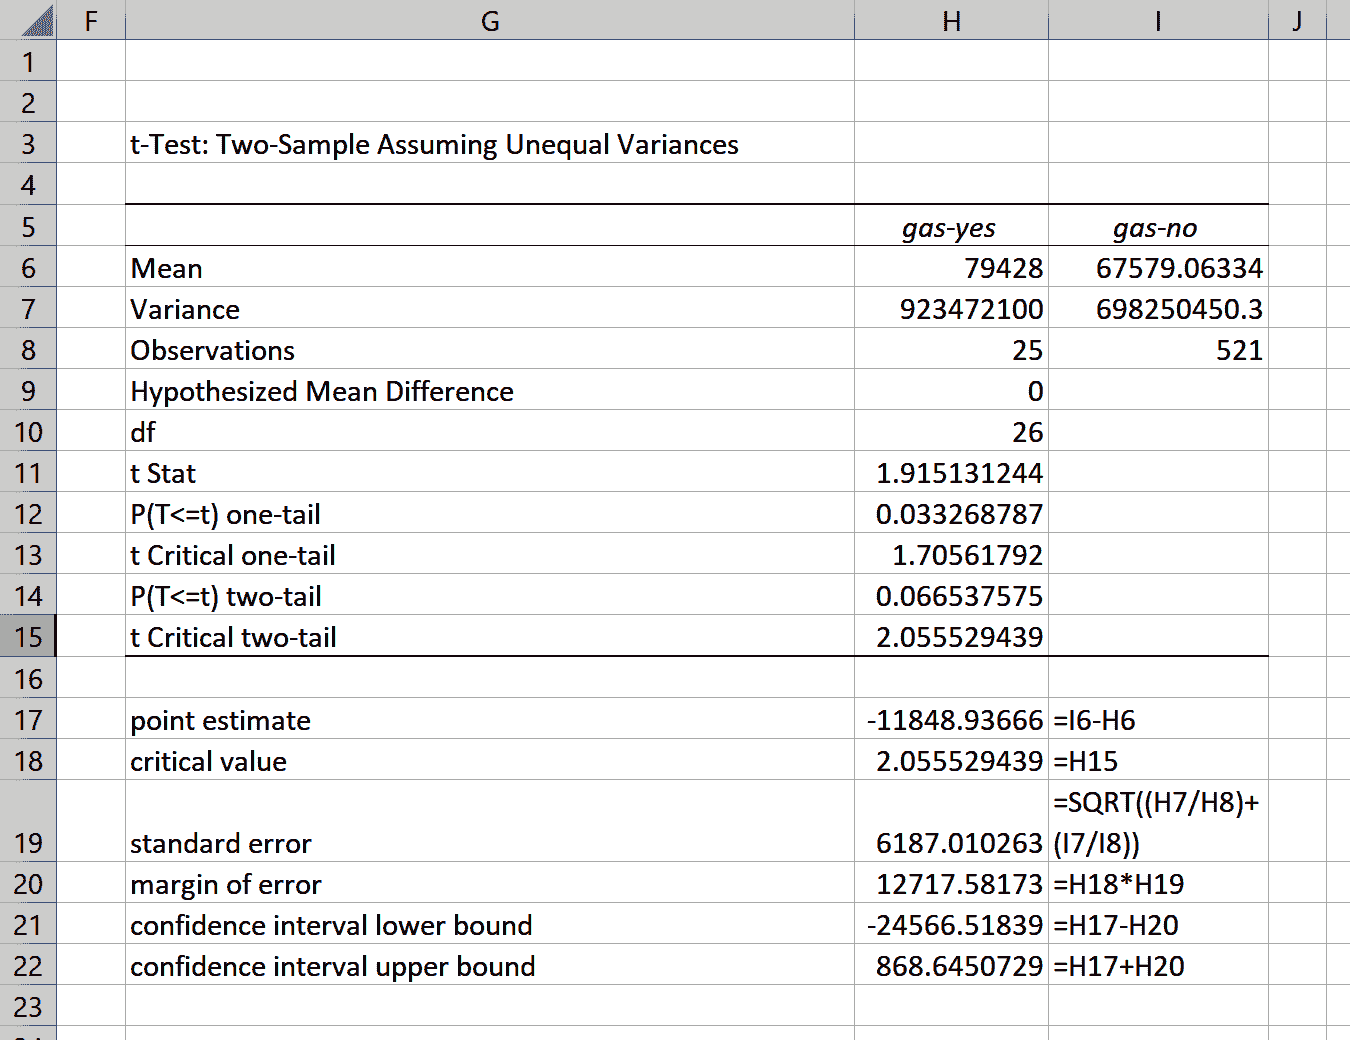 F G H I J
1
2
3 t-Test: Two-Sample Assuming Unequal Variances
4
5 gas-yes gas-no
6 Mean 79428 67579.06334
7 Variance 923472100 698250450.3
8 Observations 25 521
9 Hypothesized Mean Difference 0
10 df 26
11 t Stat 1.915131244
12 P(T<=t) one-tail 0.033268787
13 t Critical one-tail 1.70561792
14 P(T<=t) two-tail 0.066537575
15 t Critical two-tail 2.055529439
16
17 point estimate -11848.93666 =I6-H6
18 critical value 2.055529439 =H15
=SQRT((H7/H8)+
19 standard error 6187.010263 (I7/I8))
20 margin of error 12717.58173 =H18*H19
21 confidence interval lower bound -24566.51839 =H17-H20
22 confidence interval upper bound 868.6450729 =H17+H20
23